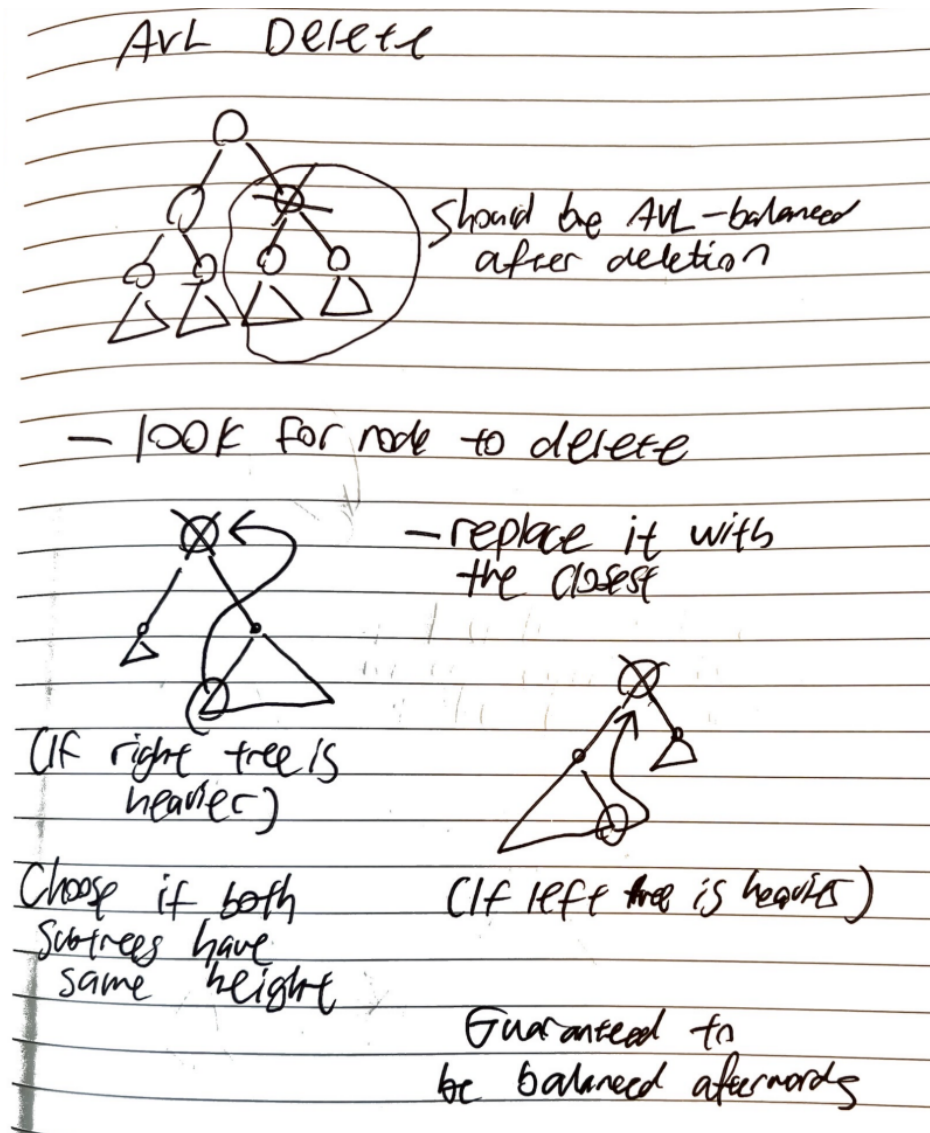 AVL Delete
Should be AVL-balanced
after deletion
- look for node to delete
- replace it with
the closest
(If right tree is
heavier)
Choose if both
subtrees have
same height
(If left tree is heavier)
Guaranteed to
be balanced afterwards